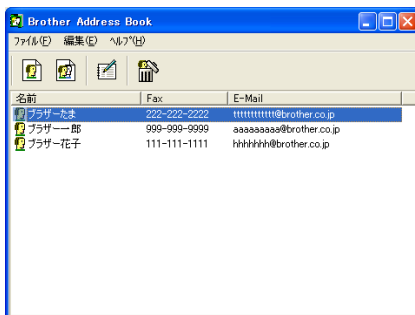 Brother Address Book
ファイル(F) 編集(E) ヘルプ(H)
名前 Fax E-Mail
ブラザーたま 222-222-2222 tttttttttttt@brother.co.jp
ブラザー一郎 999-999-9999 aaaaaaaaa@brother.co.jp
ブラザー花子 111-111-1111 hhhhhhh@brother.co.jp